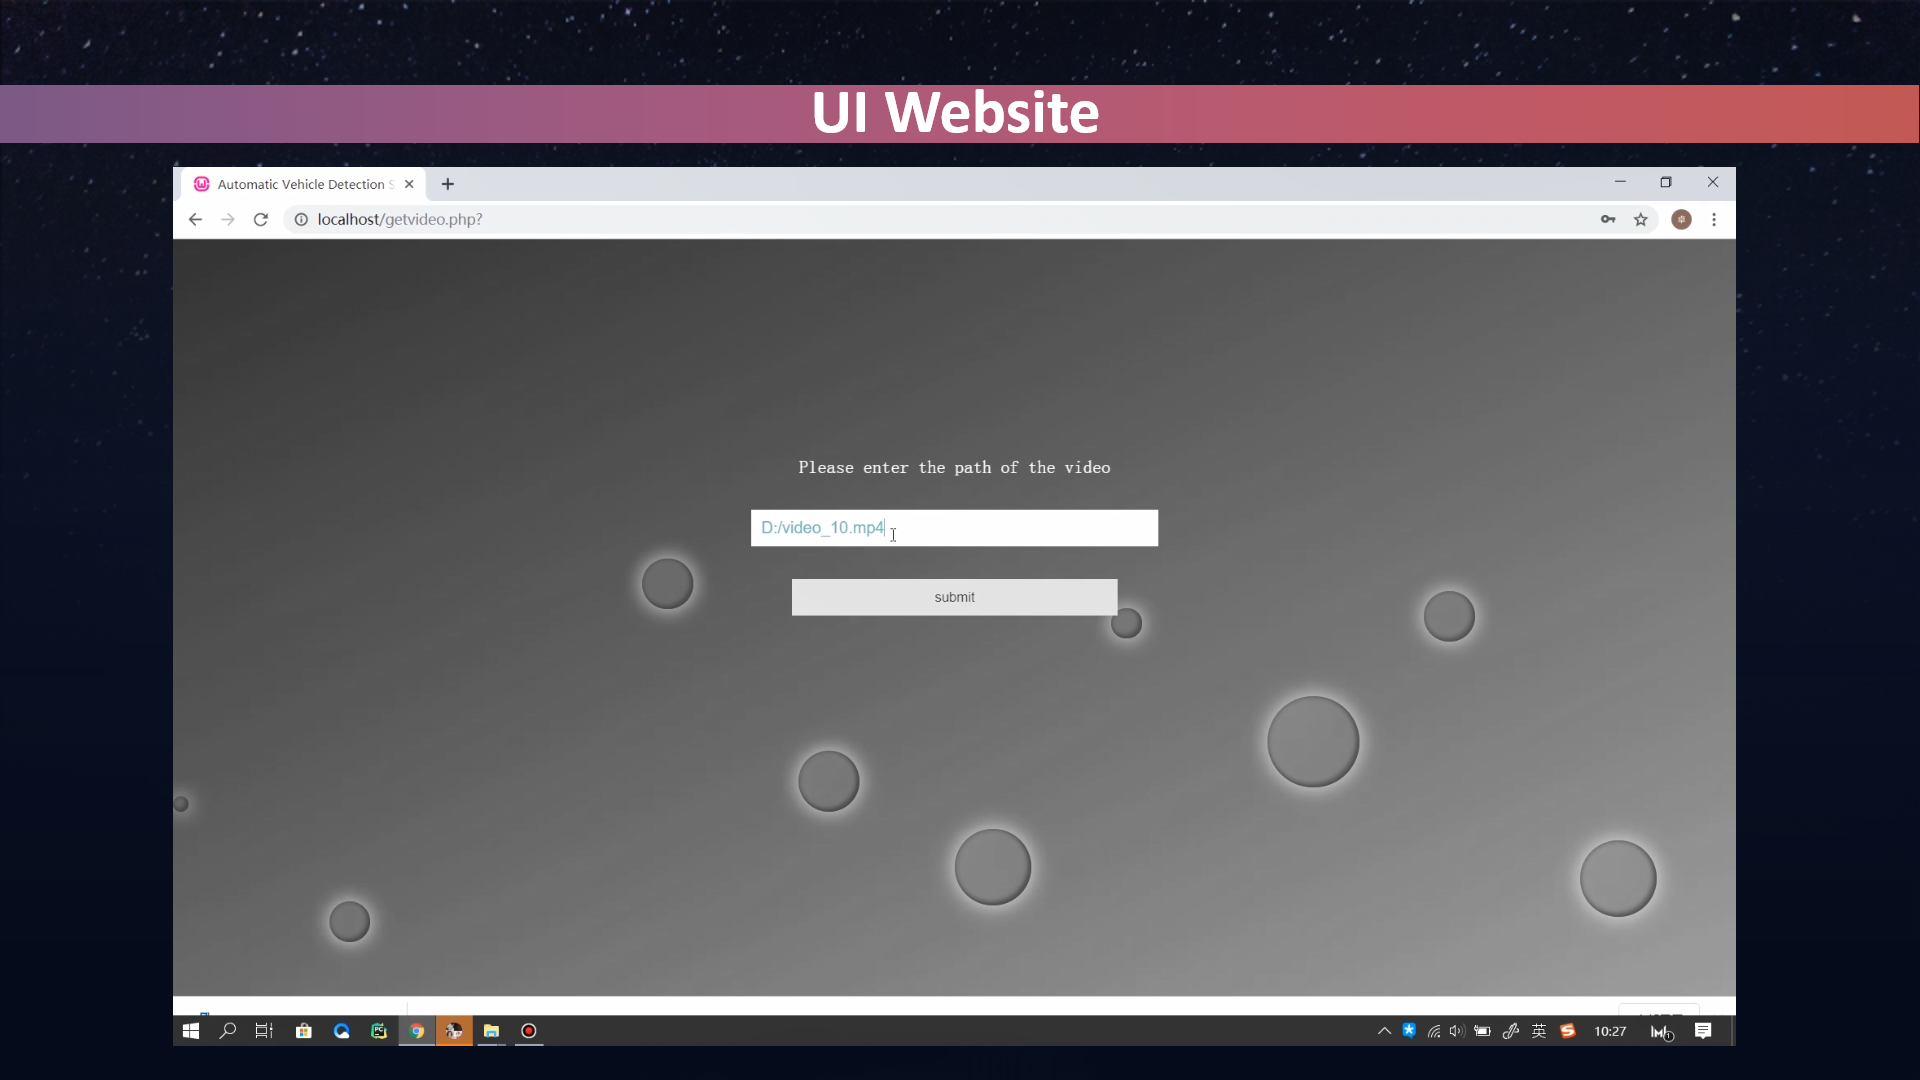 UI Website
Automatic Vehicle Detection S
localhost/getvideo.php?
Please enter the path of the video
D:/video_10.mp4
submit
英
10:27